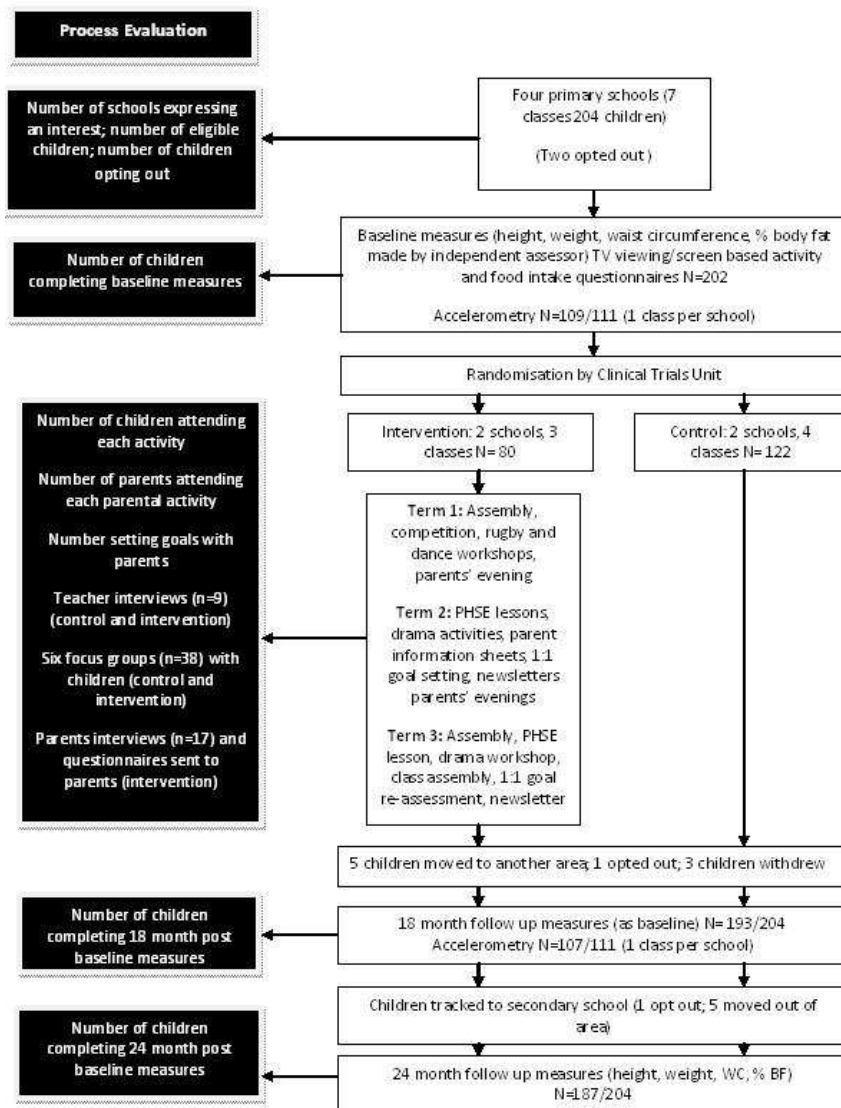 Process Evaluation
Number of schools expressing
an interest; number of eligible
children; number of children
opting out
Four primary schools (7
classes204 children)
(Two opted out )
Number of children
completing baseline measures
Baseline measures (height, weight, waist circumference, % body fat
made by independent assessor) TV viewing/screen based activity
and food intake questionnaires N=202
Accelerometry N=109/111 (1 class per school)
Randomisation by Clinical Trials Unit
Intervention: 2 schools, 3
classes N= 80
Control: 2 schools, 4
classes N= 122
Number of children attending
each activity
Number of parents attending
each parental activity
Number setting goals with
parents
Teacher interviews (n=9)
(control and intervention)
Six focus groups (n=38) with
children (control and
intervention)
Parents interviews (n=17) and
questionnaires sent to
parents (intervention)
Term 1: Assembly,
competition, rugby and
dance workshops,
parents' evening
Term 2: PHSE lessons,
drama activities, parent
information sheets, 1:1
goal setting, newsletters
parents' evenings
Term 3: Assembly, PHSE
lesson, drama workshop,
class assembly, 1:1 goal
re-assessment, newsletter
5 children moved to another area; 1 opted out; 3 children withdrew
Number of children
completing 18 month post
baseline measures
18 month follow up measures (as baseline) N= 193/204
Accelerometry N=107/111 (1 class per school)
Children tracked to secondary school (1 opt out; 5 moved out of
area)
Number of children
completing 24 month post
baseline measures
24 month follow up measures (height, weight, WC, % BF)
N=187/204